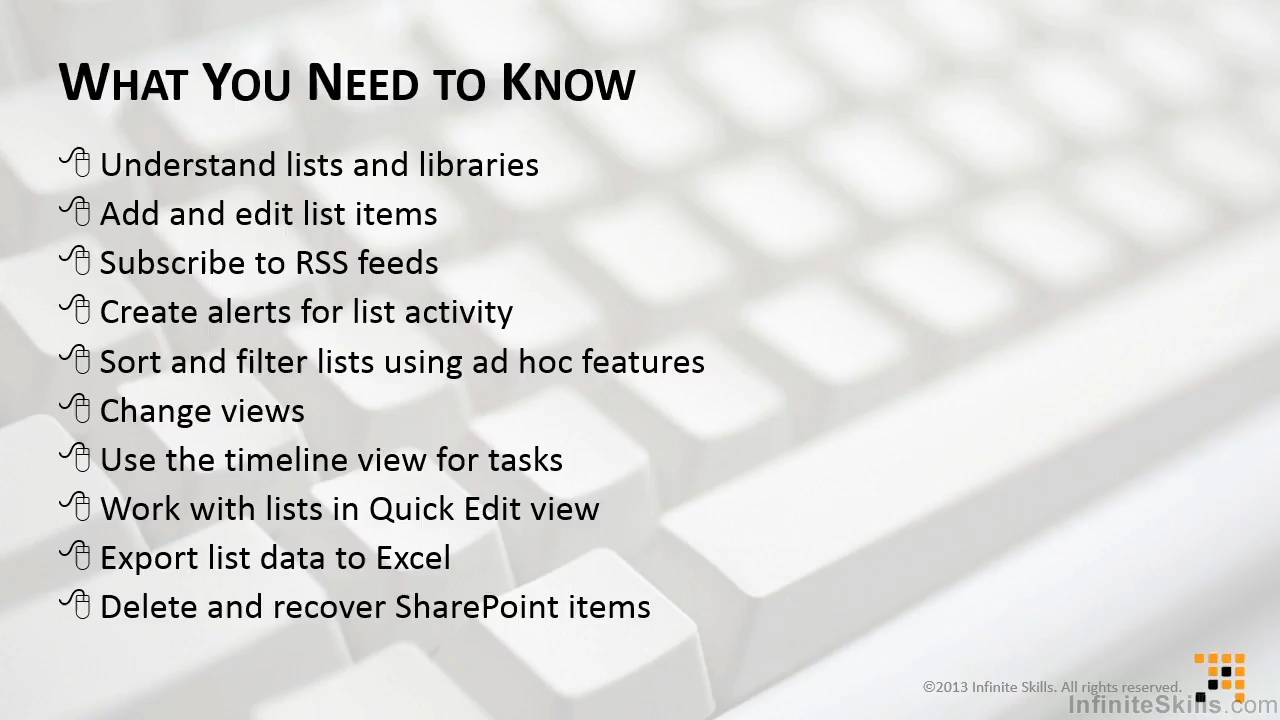 WHAT YOU NEED TO KNOW
Understand lists and libraries
Add and edit list items
Subscribe to RSS feeds
Create alerts for list activity
Sort and filter lists using ad hoc features
Change views
Use the timeline view for tasks
Work with lists in Quick Edit view
Export list data to Excel
Delete and recover SharePoint items
©2013 Infinite Skills. All rights reserved.
InfiniteSkills.com